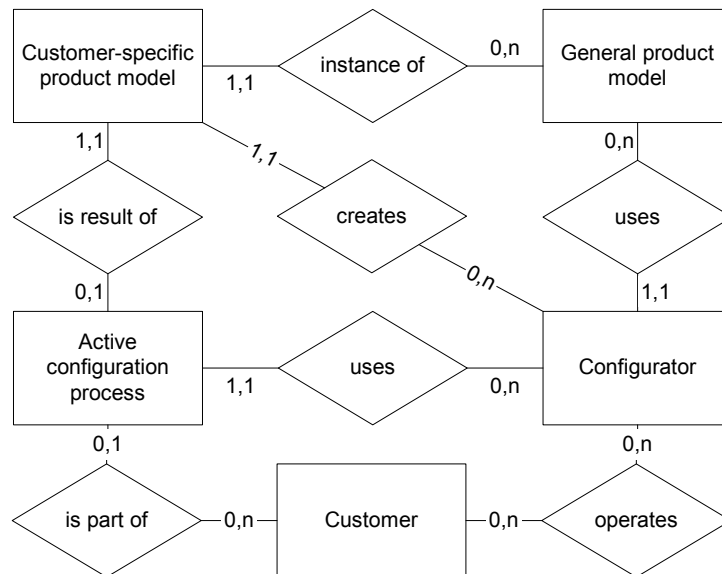 Customer-specific
product model
1,1
instance of
0,n
General product
model
1,1
1,1
0,n
is result of
creates
uses
0,1
0,n
1,1
Active
configuration
process
1,1
uses
0,n
Configurator
0,1
0,n
is part of
0,n
Customer
0,n
operates